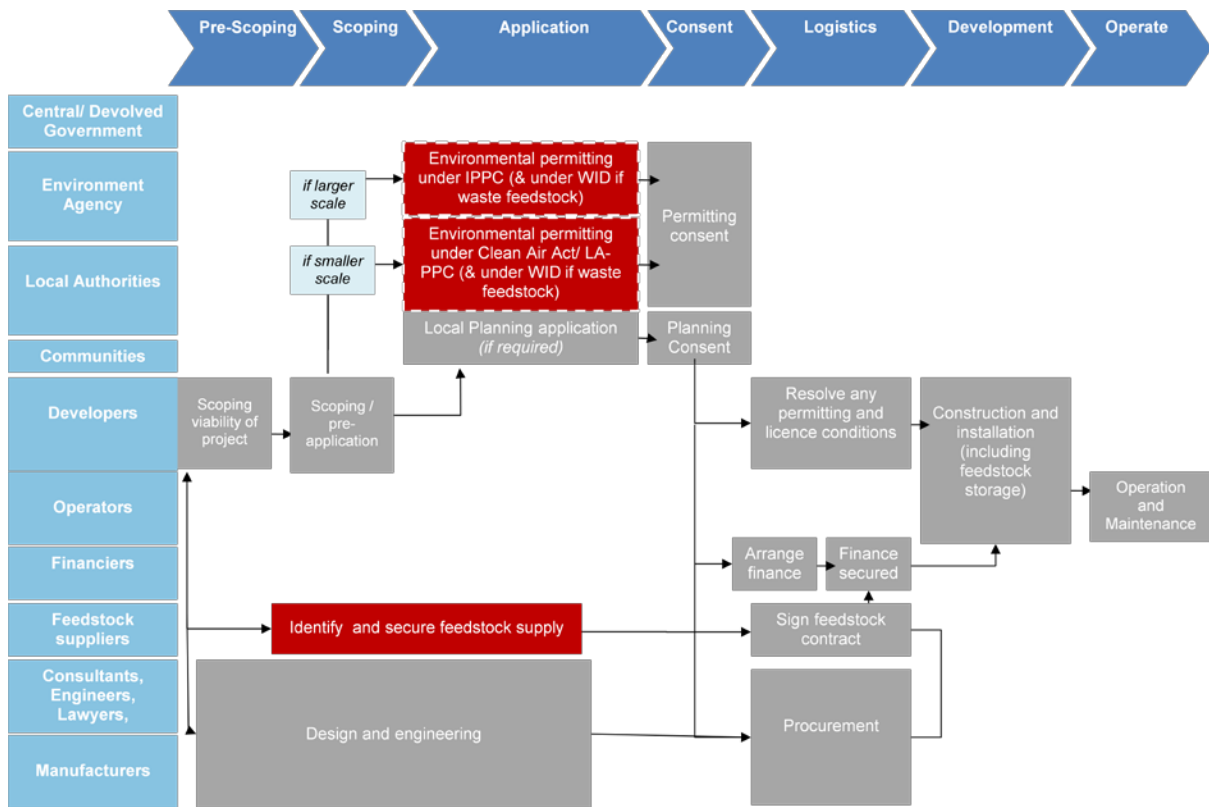 Pre-Scoping
Scoping
Application
Consent
Logistics
Development
Operate
Central/ Devolved
Government
Environment
Agency
Local Authorities
Communities
Developers
Operators
Financiers
Feedstock
suppliers
Consultants,
Engineers,
Lawyers,
Manufacturers
if larger
scale
if smaller
scale
Environmental permitting
under IPPC (& under WID if
waste feedstock)
Environmental permitting
under Clean Air Act/ LA-
PPC (& under WID if waste
feedstock)
Permitting
consent
Local Planning application
(if required)
Planning
Consent
Scoping
viability of
project
Scoping /
pre-
application
Resolve any
permitting and
licence conditions
Construction and
installation
(including
feedstock
storage)
Operation
and
Maintenance
Arrange
finance
Finance
secured
Identify and secure feedstock supply
Sign feedstock
contract
Design and engineering
Procurement